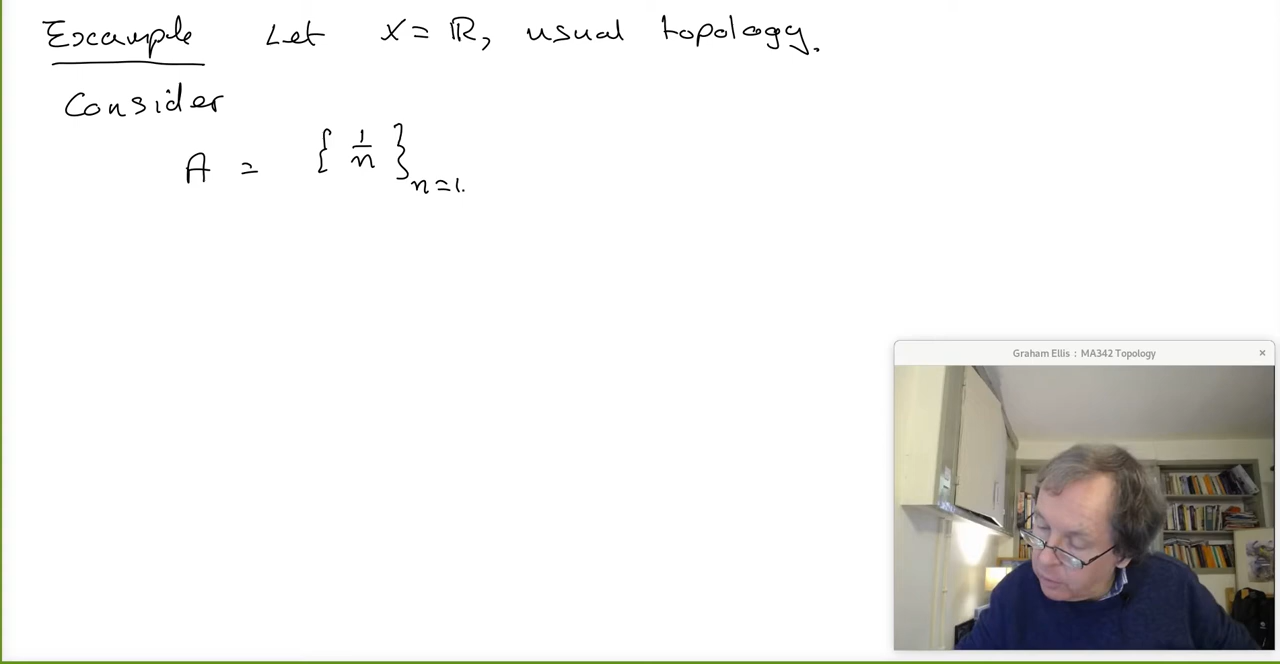 Example Let X = ℝ, usual topology.
Consider
A = { 1/n }n=1.
Graham Ellis : MA342 Topology ×